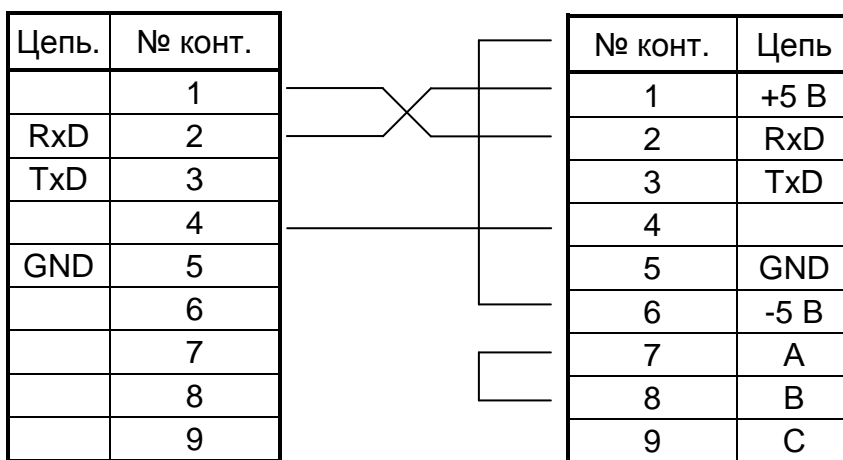 Цепь. № конт. № конт. Цепь
1 1 +5 В
RxD 2 2 RxD
TxD 3 3 TxD
4 4
GND 5 5 GND
6 6 -5 В
7 7 А
8 8 В
9 9 С